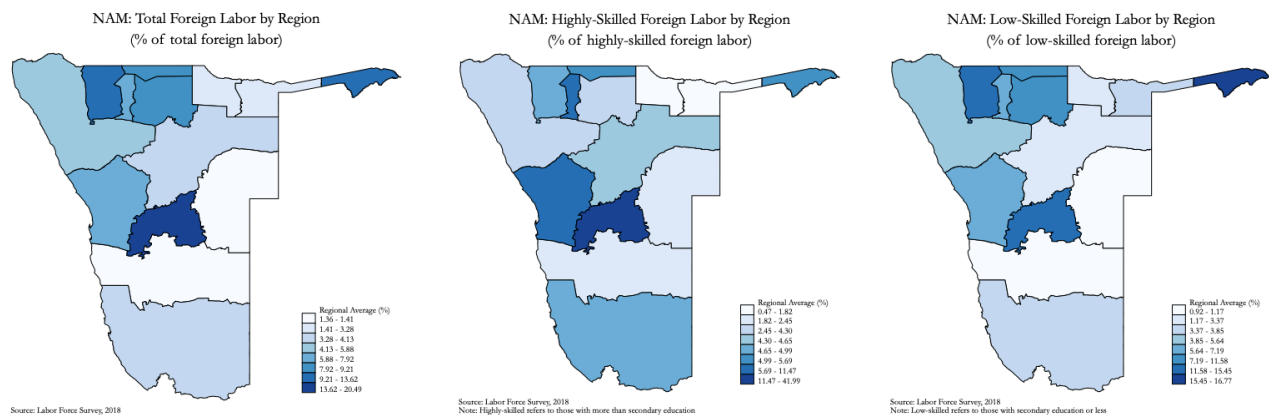 NAM: Total Foreign Labor by Region
(% of total foreign labor)
Regional Average (%)
1.36 - 1.41
1.41 - 3.28
3.28 - 4.13
4.13 - 5.88
5.88 - 7.92
7.92 - 9.21
9.21 - 13.62
13.62 - 20.49
Source: Labor Force Survey, 2018
NAM: Highly-Skilled Foreign Labor by Region
(% of highly-skilled foreign labor)
Regional Average (%)
0.47 - 1.82
1.82 - 2.45
2.45 - 4.30
4.30 - 4.65
4.65 - 4.99
4.99 - 5.69
5.69 - 11.47
11.47 - 41.99
Source: Labor Force Survey, 2018
Note: Highly-skilled refers to those with more than secondary education
NAM: Low-Skilled Foreign Labor by Region
(% of low-skilled foreign labor)
Regional Average (%)
0.92 - 1.17
1.17 - 3.37
3.37 - 3.85
3.85 - 5.64
5.64 - 7.19
7.19 - 11.58
11.58 - 15.45
15.45 - 16.77
Source: Labor Force Survey, 2018
Note: Low-skilled refers to those with secondary education or less